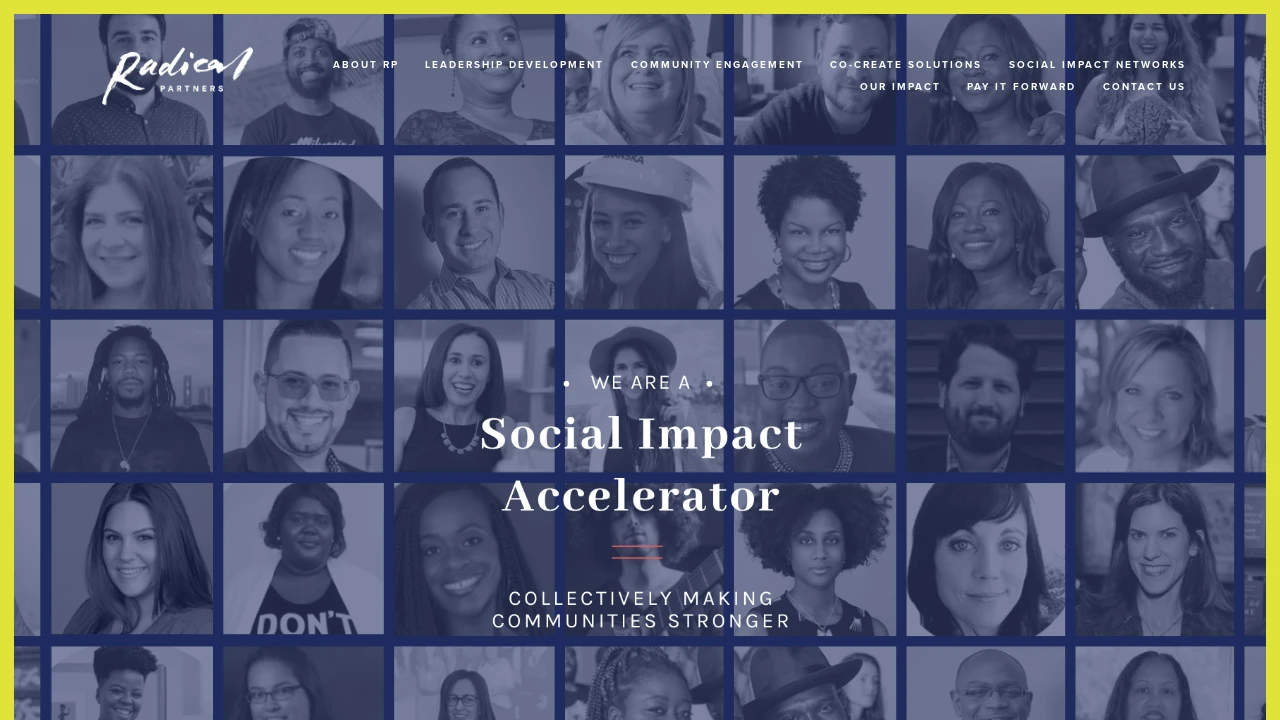 Radical
PARTNERS
ABOUT RP LEADERSHIP DEVELOPMENT COMMUNITY ENGAGEMENT CO-CREATE SOLUTIONS SOCIAL IMPACT NETWORKS
OUR IMPACT PAY IT FORWARD CONTACT US
• WE ARE A •
Social Impact
Accelerator
COLLECTIVELY MAKING
COMMUNITIES STRONGER
DON'T